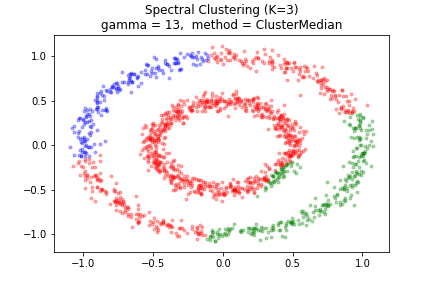 Spectral Clustering (K=3)
gamma = 13,  method = ClusterMedian
1.0
0.5
0.0
−0.5
−1.0
−1.0 −0.5 0.0 0.5 1.0